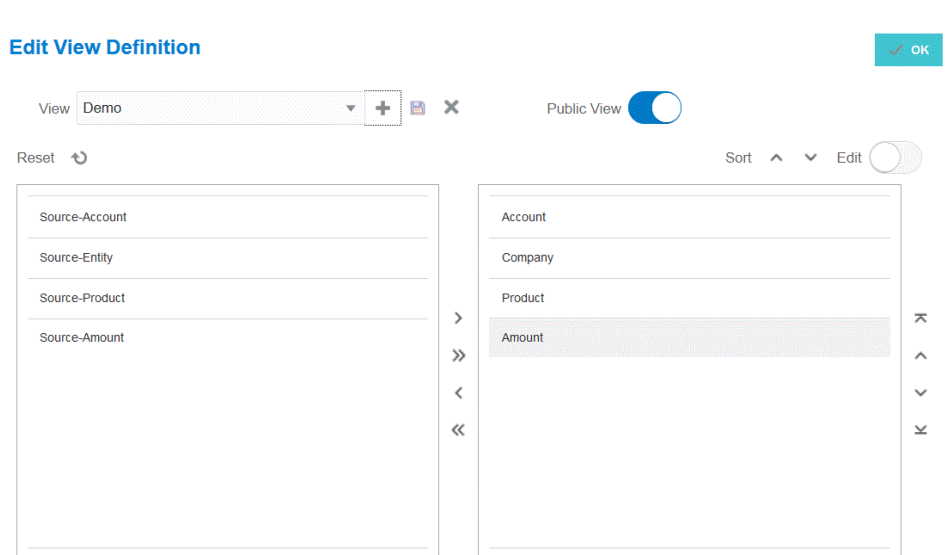 Edit View Definition
OK
View Demo
Public View
Reset
Sort
Edit
Source-Account
Source-Entity
Source-Product
Source-Amount
Account
Company
Product
Amount